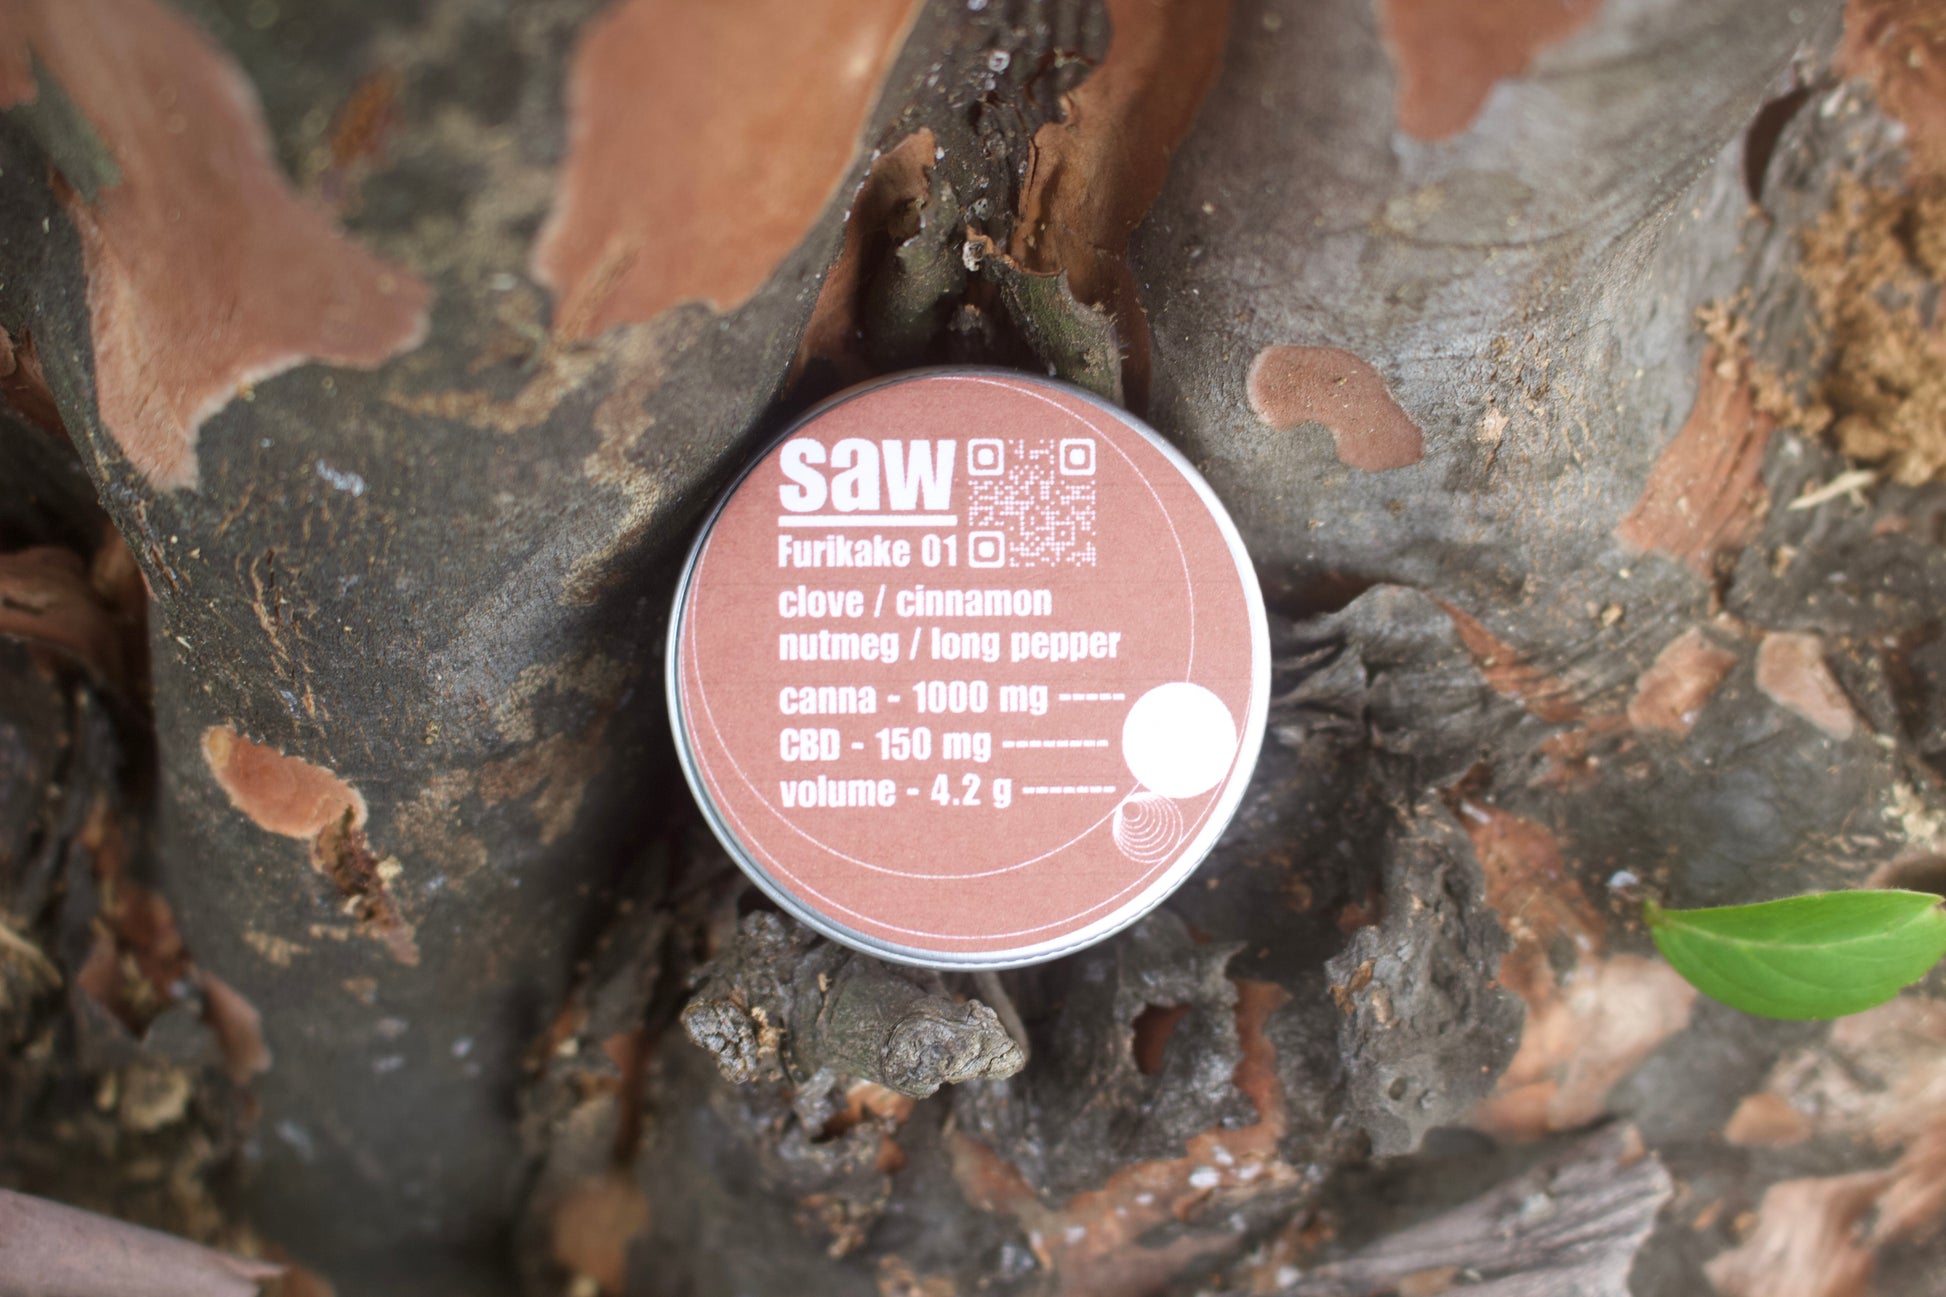 saw
Furikake 01
clove / cinnamon
nutmeg / long pepper
canna - 1000 mg -----
CBD - 150 mg --------
volume - 4.2 g -------